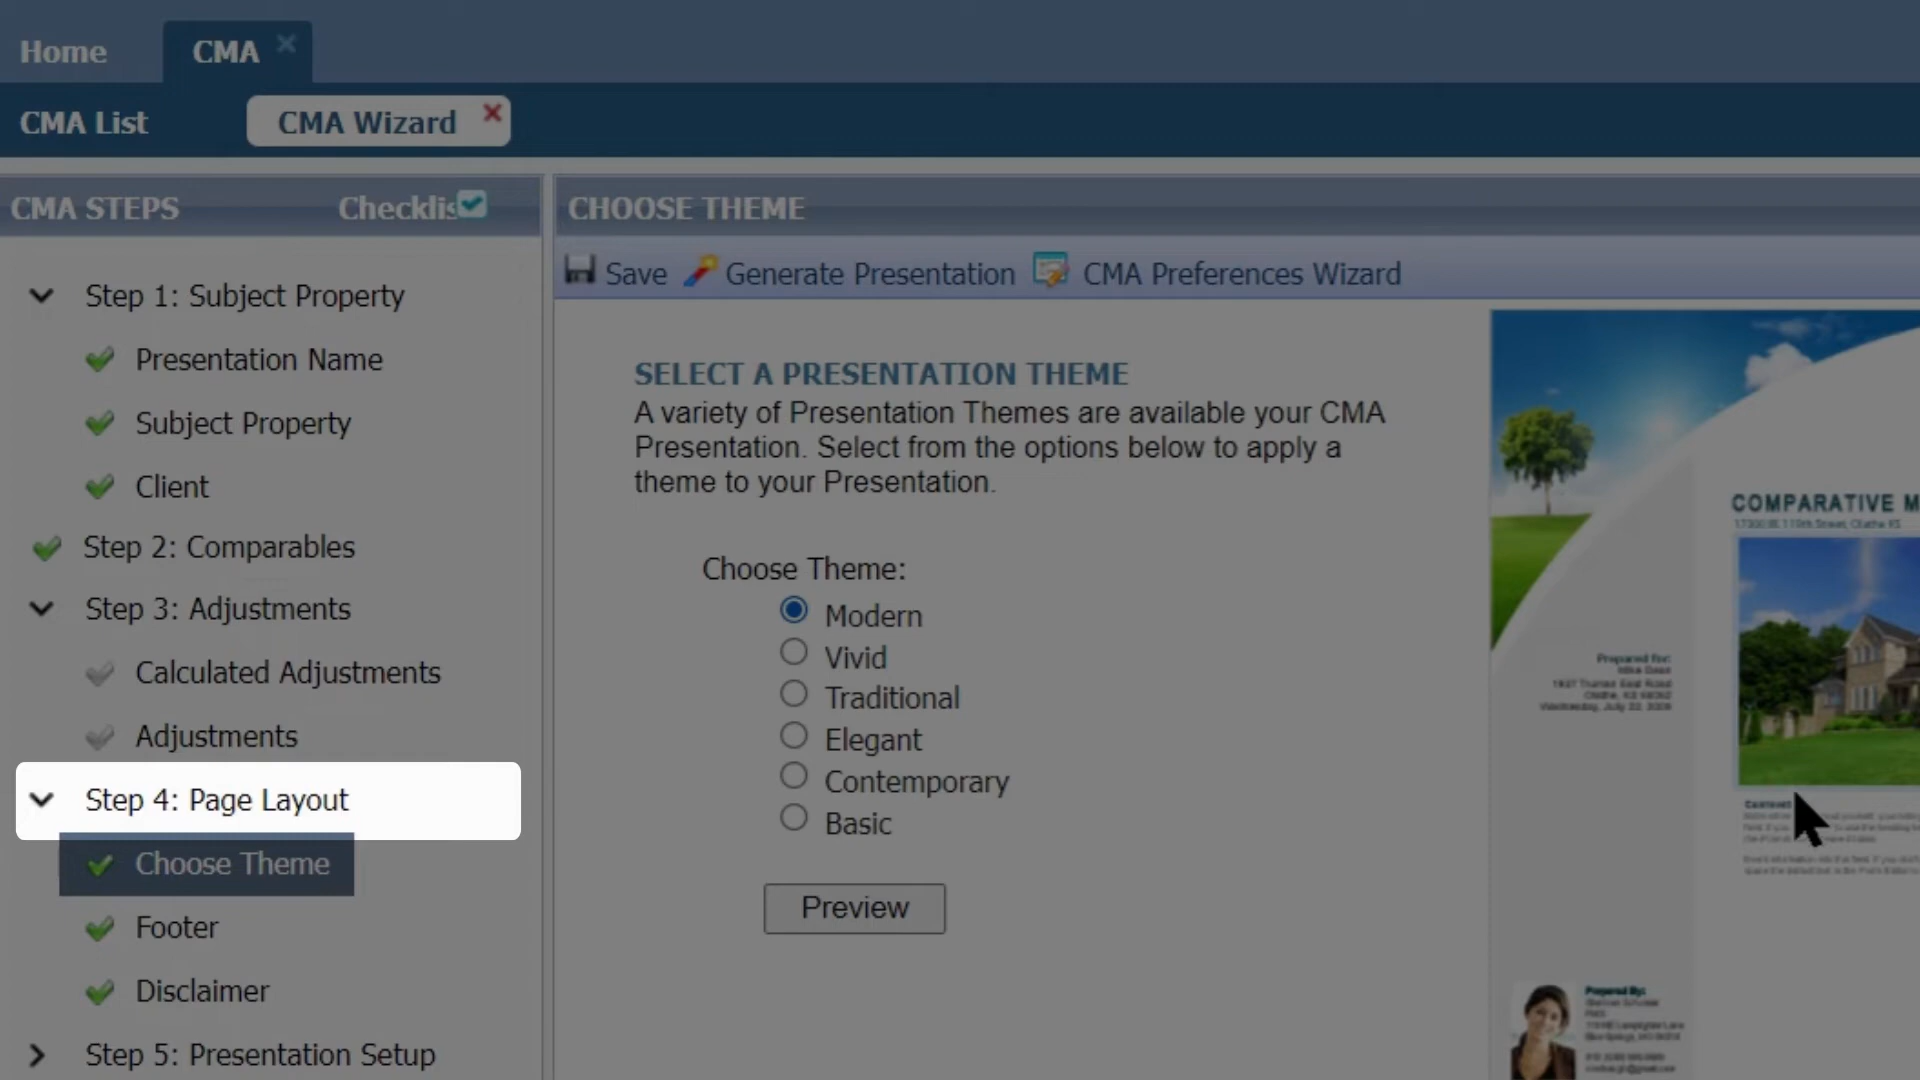 Home
CMA
CMA List
CMA Wizard
CMA STEPS
Checklis
Step 1: Subject Property
Presentation Name
Subject Property
Client
Step 2: Comparables
Step 3: Adjustments
Calculated Adjustments
Adjustments
Step 4: Page Layout
Choose Theme
Footer
Disclaimer
Step 5: Presentation Setup
CHOOSE THEME
Save
Generate Presentation
CMA Preferences Wizard
SELECT A PRESENTATION THEME
A variety of Presentation Themes are available your CMA
Presentation. Select from the options below to apply a
theme to your Presentation.
Choose Theme:
Modern
Vivid
Traditional
Elegant
Contemporary
Basic
Preview
COMPARATIVE M
Prepared for:
Prepared By: